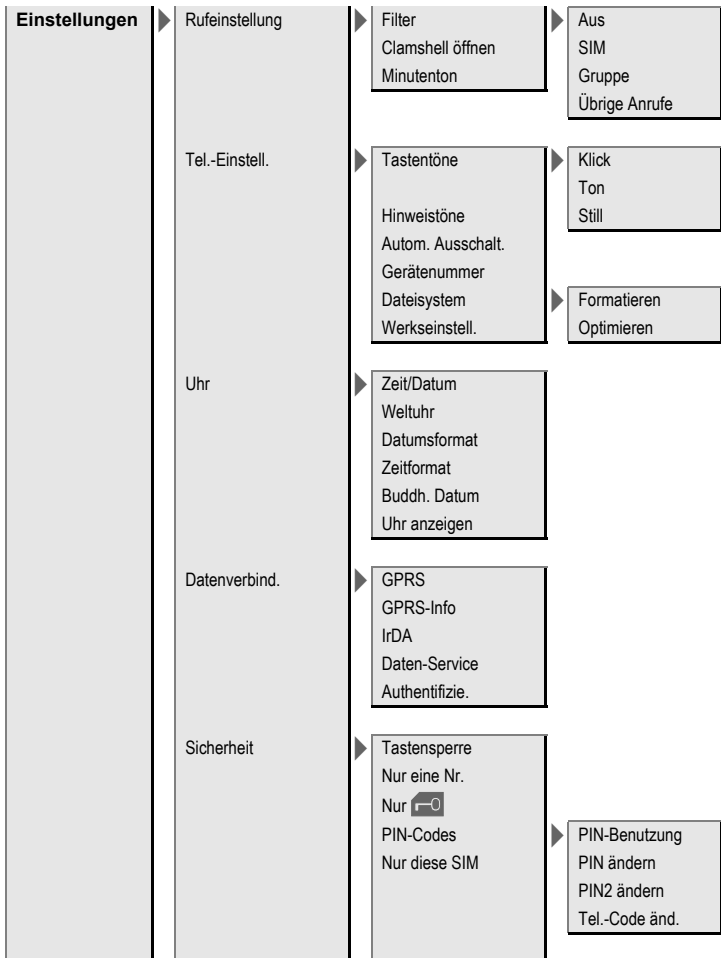 Einstellungen
Rufeinstellung
Filter
Aus
Clamshell öffnen
SIM
Minutenton
Gruppe
Übrige Anrufe
Tel.-Einstell.
Tastentöne
Klick
Ton
Hinweistöne
Still
Autom. Ausschalt.
Gerätenummer
Dateisystem
Formatieren
Werkseinstell.
Optimieren
Uhr
Zeit/Datum
Weltuhr
Datumsformat
Zeitformat
Buddh. Datum
Uhr anzeigen
Datenverbind.
GPRS
GPRS-Info
IrDA
Daten-Service
Authentifizie.
Sicherheit
Tastensperre
Nur eine Nr.
Nur
PIN-Codes
PIN-Benutzung
Nur diese SIM
PIN ändern
PIN2 ändern
Tel.-Code änd.